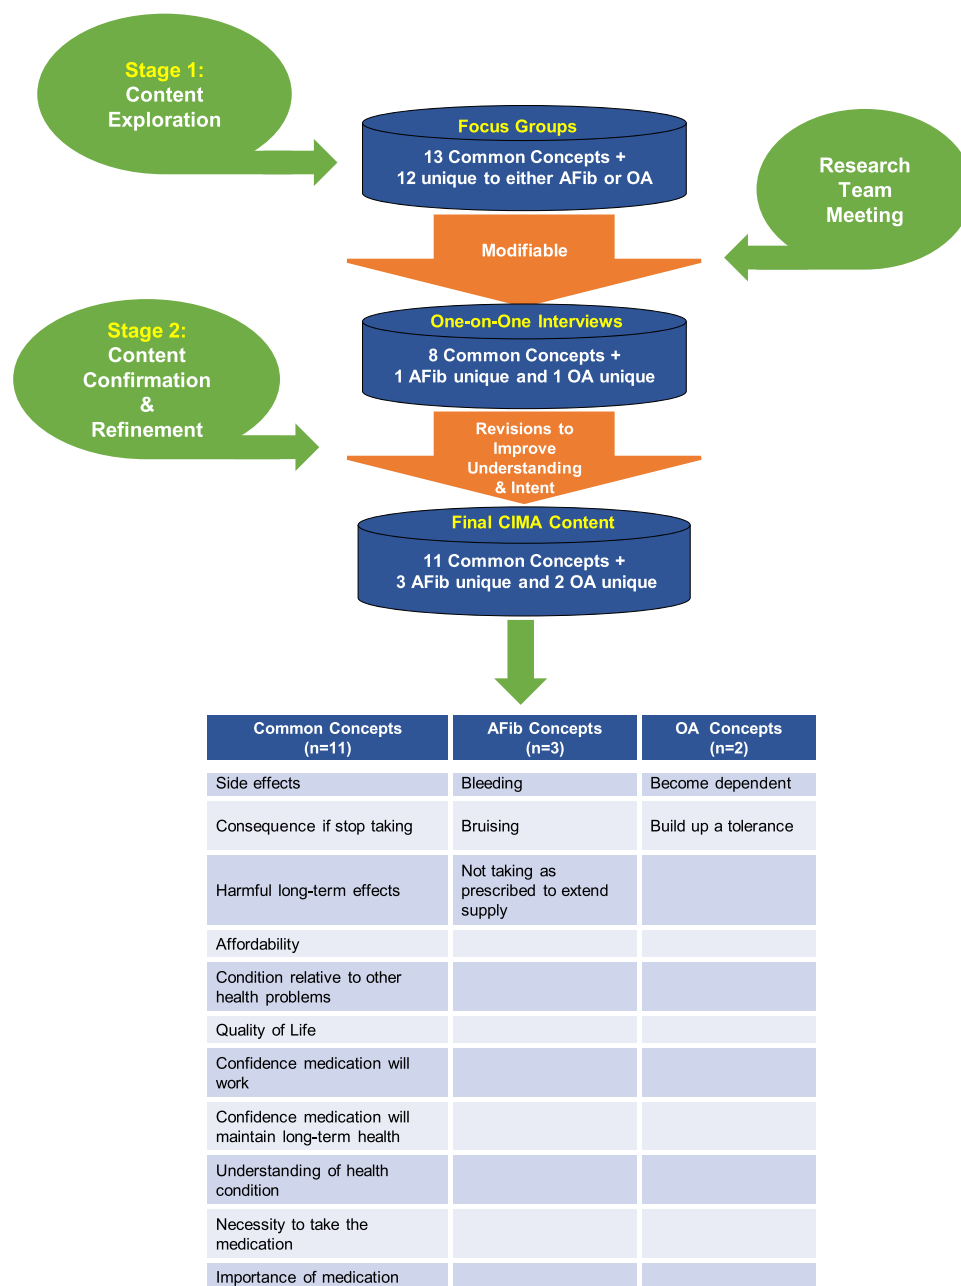 Stage 1:
Content
Exploration
Focus Groups
13 Common Concepts +
12 unique to either AFib or OA
Research
Team
Meeting
Modifiable
One-on-One Interviews
8 Common Concepts +
1 AFib unique and 1 OA unique
Stage 2:
Content
Confirmation
&
Refinement
Revisions to
Improve
Understanding
& Intent
Final CIMA Content
11 Common Concepts +
3 AFib unique and 2 OA unique
Common Concepts
(n=11)
AFib Concepts
(n=3)
OA Concepts
(n=2)
Side effects
Bleeding
Become dependent
Consequence if stop taking
Bruising
Build up a tolerance
Harmful long-term effects
Not taking as
prescribed to extend
supply
Affordability
Condition relative to other
health problems
Quality of Life
Confidence medication will
work
Confidence medication will
maintain long-term health
Understanding of health
condition
Necessity to take the
medication
Importance of medication